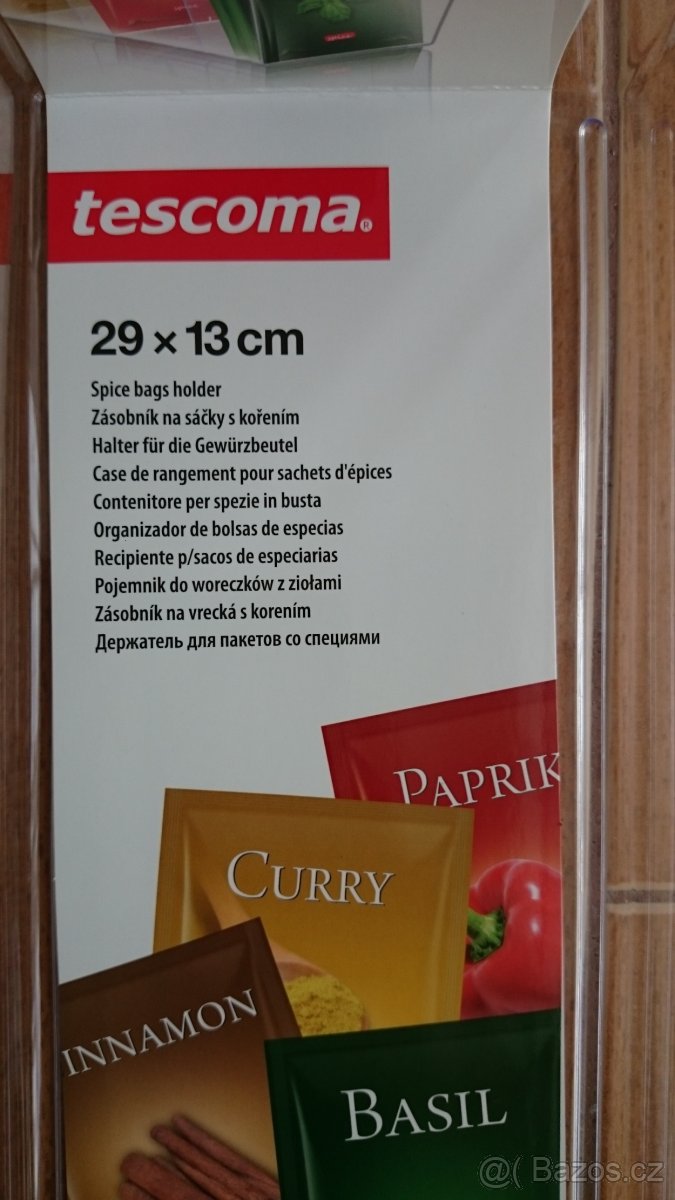 tescoma®
29 × 13 cm
Spice bags holder
Zásobník na sáčky s kořením
Halter für die Gewürzbeutel
Case de rangement pour sachets d'épices
Contenitore per spezie in busta
Organizador de bolsas de especias
Recipiente p/sacos de especiarias
Pojemnik do woreczków z ziołami
Zásobník na vrecká s korením
Держатель для пакетов со специями
PAPRIK
CURRY
INNAMON
BASIL
@( Bazos.cz